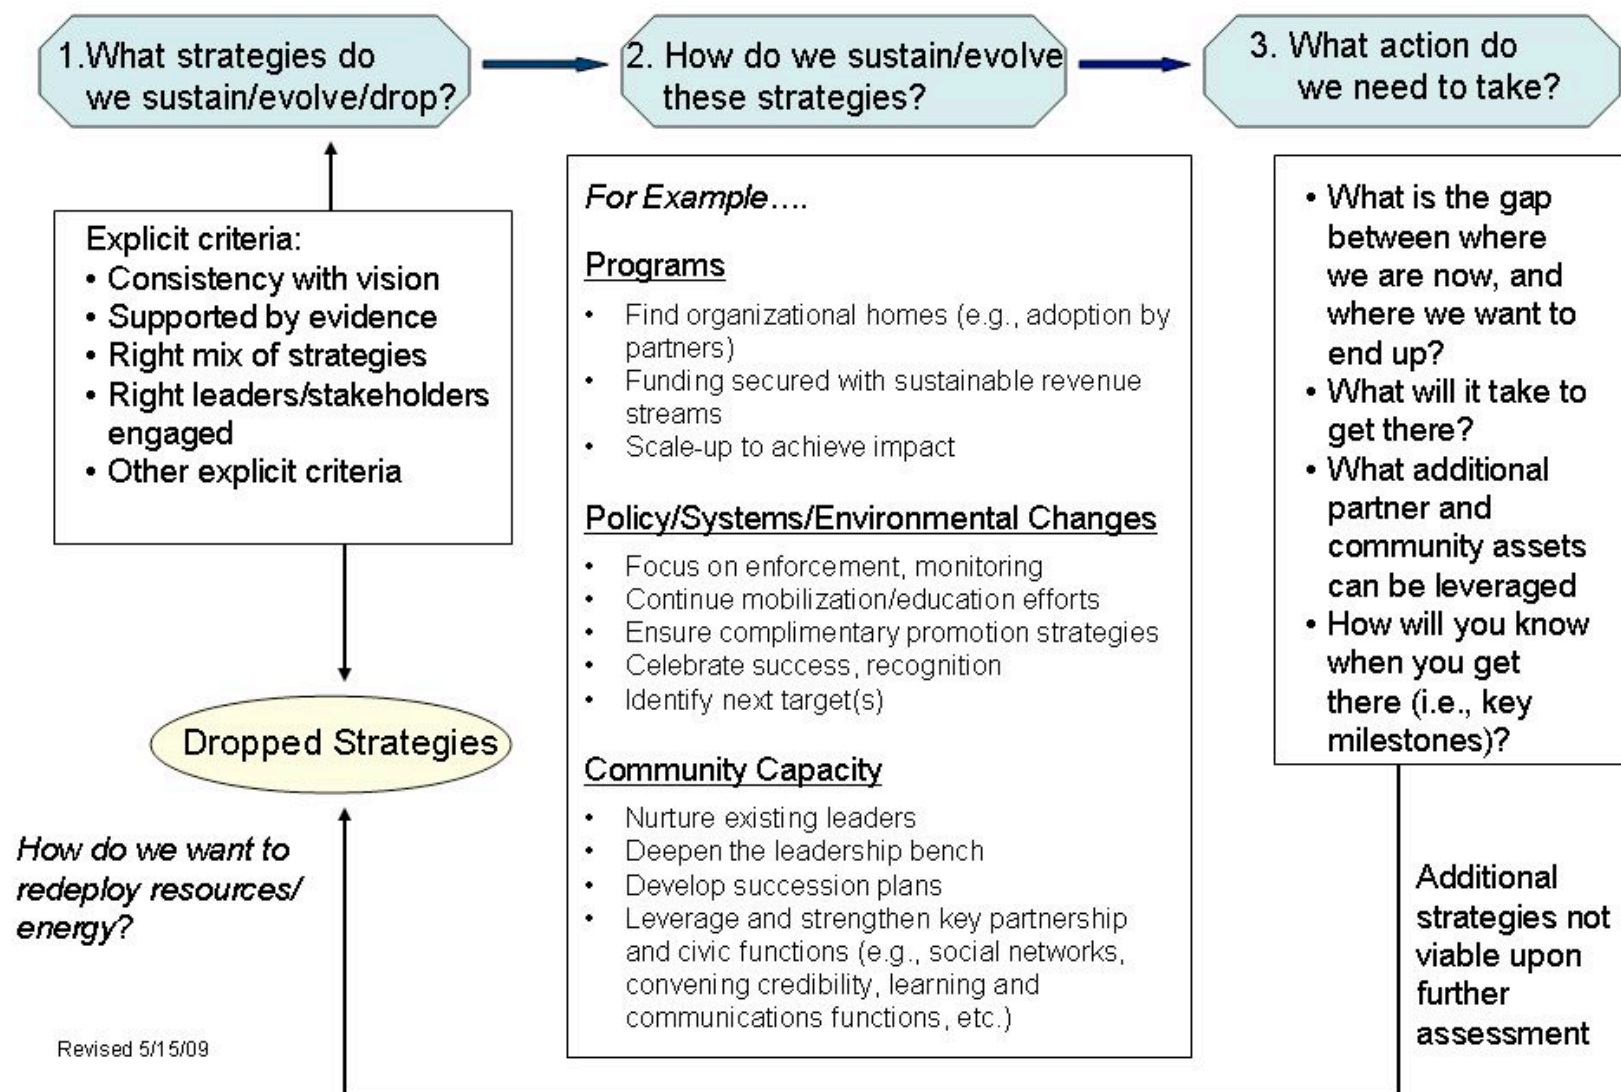 1.What strategies do
we sustain/evolve/drop?
2. How do we sustain/evolve
these strategies?
3. What action do
we need to take?
Explicit criteria:
• Consistency with vision
• Supported by evidence
• Right mix of strategies
• Right leaders/stakeholders
engaged
• Other explicit criteria
Dropped Strategies
How do we want to
redeploy resources/
energy?
Revised 5/15/09
For Example….
Programs
• Find organizational homes (e.g., adoption by
partners)
• Funding secured with sustainable revenue
streams
• Scale-up to achieve impact
Policy/Systems/Environmental Changes
• Focus on enforcement, monitoring
• Continue mobilization/education efforts
• Ensure complimentary promotion strategies
• Celebrate success, recognition
• Identify next target(s)
Community Capacity
• Nurture existing leaders
• Deepen the leadership bench
• Develop succession plans
• Leverage and strengthen key partnership
and civic functions (e.g., social networks,
convening credibility, learning and
communications functions, etc.)
• What is the gap
between where
we are now, and
where we want to
end up?
• What will it take to
get there?
• What additional
partner and
community assets
can be leveraged
• How will you know
when you get
there (i.e., key
milestones)?
Additional
strategies not
viable upon
further
assessment